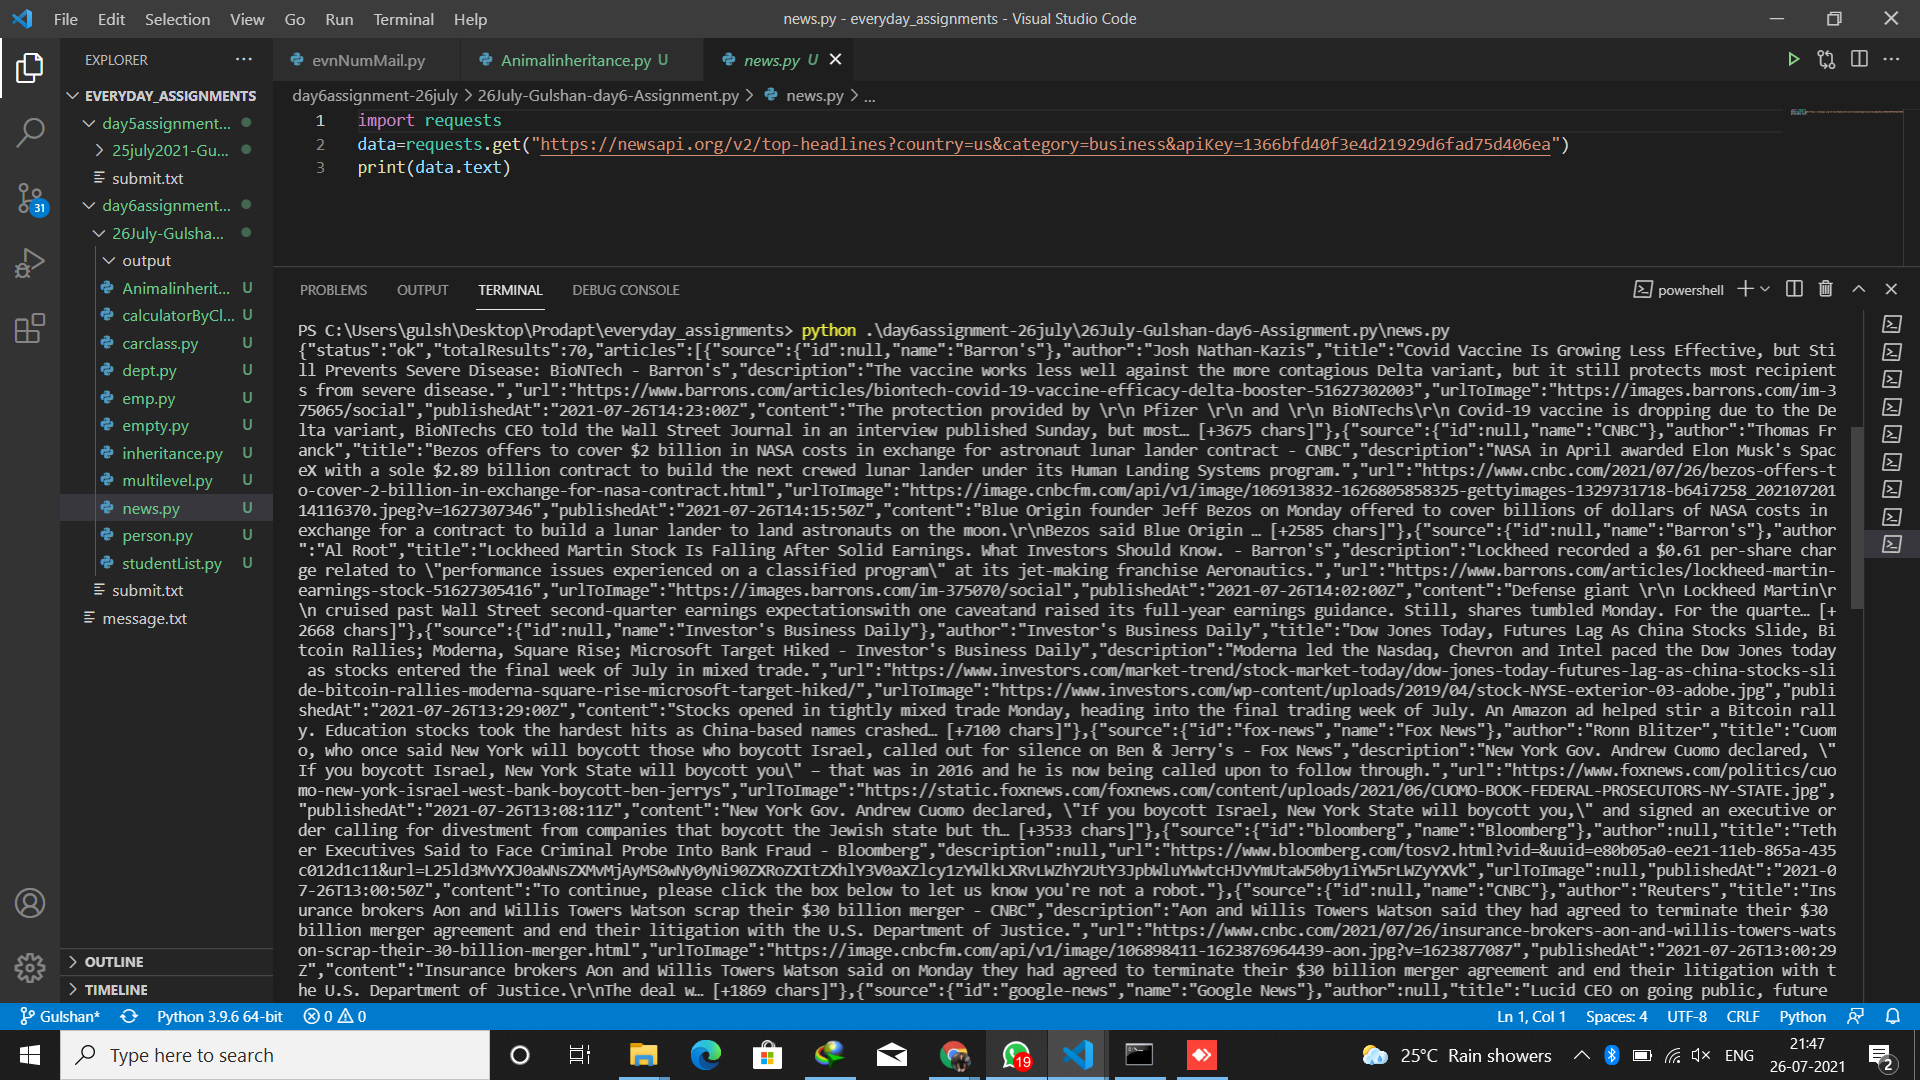 File Edit Selection View Go Run Terminal Help
news.py - everyday_assignments - Visual Studio Code
EXPLORER
evnNumMail.py
Animalinheritance.py U
news.py U
EVERYDAY_ASSIGNMENTS
day6assignment-26july > 26July-Gulshan-day6-Assignment.py > news.py > ...
day5assignment...
25july2021-Gu...
submit.txt
day6assignment...
26July-Gulsha...
output
Animalinherit... U
calculatorByCl... U
carclass.py U
dept.py U
emp.py U
empty.py U
inheritance.py U
multilevel.py U
news.py U
person.py U
studentList.py U
submit.txt
message.txt
OUTLINE
TIMELINE
31
1 import requests
2 data=requests.get("https://newsapi.org/v2/top-headlines?country=us&category=business&apiKey=1366bfd40f3e4d21929d6fad75d406ea")
3 print(data.text)
PROBLEMS OUTPUT TERMINAL DEBUG CONSOLE
powershell
PS C:\Users\gulsh\Desktop\Prodapt\everyday_assignments> python .\day6assignment-26july\26July-Gulshan-day6-Assignment.py\news.py
{"status":"ok","totalResults":70,"articles":[{"source":{"id":null,"name":"Barron's"},"author":"Josh Nathan-Kazis","title":"Covid Vaccine Is Growing Less Effective, but Sti
ll Prevents Severe Disease: BioNTech - Barron's","description":"The vaccine works less well against the more contagious Delta variant, but it still protects most recipient
s from severe disease.","url":"https://www.barrons.com/articles/biontech-covid-19-vaccine-efficacy-delta-booster-51627302003","urlToImage":"https://images.barrons.com/im-3
75065/social","publishedAt":"2021-07-26T14:23:00Z","content":"The protection provided by \r\n Pfizer \r\n and \r\n BioNTechs\r\n Covid-19 vaccine is dropping due to the De
lta variant, BioNTechs CEO told the Wall Street Journal in an interview published Sunday, but most… [+3675 chars]"},{"source":{"id":null,"name":"CNBC"},"author":"Thomas Fr
anck","title":"Bezos offers to cover $2 billion in NASA costs in exchange for astronaut lunar lander contract - CNBC","description":"NASA in April awarded Elon Musk's Spac
eX with a sole $2.89 billion contract to build the next crewed lunar lander under its Human Landing Systems program.","url":"https://www.cnbc.com/2021/07/26/bezos-offers-t
o-cover-2-billion-in-exchange-for-nasa-contract.html","urlToImage":"https://image.cnbcfm.com/api/v1/image/106913832-1626805858325-gettyimages-1329731718-b64i7258_202107201
14116370.jpeg?v=1627307346","publishedAt":"2021-07-26T14:15:50Z","content":"Blue Origin founder Jeff Bezos on Monday offered to cover billions of dollars of NASA costs in
exchange for a contract to build a lunar lander to land astronauts on the moon.\r\nBezos said Blue Origin … [+2585 chars]"},{"source":{"id":null,"name":"Barron's"},"author
":"Al Root","title":"Lockheed Martin Stock Is Falling After Solid Earnings. What Investors Should Know. - Barron's","description":"Lockheed recorded a $0.61 per-share char
ge related to \"performance issues experienced on a classified program\" at its jet-making franchise Aeronautics.","url":"https://www.barrons.com/articles/lockheed-martin-
earnings-stock-51627305416","urlToImage":"https://images.barrons.com/im-375070/social","publishedAt":"2021-07-26T14:02:00Z","content":"Defense giant \r\n Lockheed Martin\r
\n cruised past Wall Street second-quarter earnings expectationswith one caveatand raised its full-year earnings guidance. Still, shares tumbled Monday. For the quarte… [+
2668 chars]"},{"source":{"id":null,"name":"Investor's Business Daily"},"author":"Investor's Business Daily","title":"Dow Jones Today, Futures Lag As China Stocks Slide, Bi
tcoin Rallies; Moderna, Square Rise; Microsoft Target Hiked - Investor's Business Daily","description":"Moderna led the Nasdaq, Chevron and Intel paced the Dow Jones today
as stocks entered the final week of July in mixed trade.","url":"https://www.investors.com/market-trend/stock-market-today/dow-jones-today-futures-lag-as-china-stocks-sli
de-bitcoin-rallies-moderna-square-rise-microsoft-target-hiked/","urlToImage":"https://www.investors.com/wp-content/uploads/2019/04/stock-NYSE-exterior-03-adobe.jpg","publi
shedAt":"2021-07-26T13:29:00Z","content":"Stocks opened in tightly mixed trade Monday, heading into the final trading week of July. An Amazon ad helped stir a Bitcoin rall
y. Education stocks took the hardest hits as China-based names crashed… [+7100 chars]"},{"source":{"id":"fox-news","name":"Fox News"},"author":"Ronn Blitzer","title":"Cuom
o, who once said New York will boycott those who boycott Israel, called out for silence on Ben & Jerry's - Fox News","description":"New York Gov. Andrew Cuomo declared, \"
If you boycott Israel, New York State will boycott you\" – that was in 2016 and he is now being called upon to follow through.","url":"https://www.foxnews.com/politics/cuo
mo-new-york-israel-west-bank-boycott-ben-jerrys","urlToImage":"https://static.foxnews.com/foxnews.com/content/uploads/2021/06/CUOMO-BOOK-FEDERAL-PROSECUTORS-NY-STATE.jpg",
"publishedAt":"2021-07-26T13:08:11Z","content":"New York Gov. Andrew Cuomo declared, \"If you boycott Israel, New York State will boycott you,\" and signed an executive or
der calling for divestment from companies that boycott the Jewish state but th… [+3533 chars]"},{"source":{"id":"bloomberg","name":"Bloomberg"},"author":null,"title":"Teth
er Executives Said to Face Criminal Probe Into Bank Fraud - Bloomberg","description":null,"url":"https://www.bloomberg.com/tosv2.html?vid=&uuid=e80b05a0-ee21-11eb-865a-435
c012d1c11&url=L25ld3MvYXJ0aWNsZXMvMjAyMS0wNy0yNi90ZXRoZXItZXhlY3V0aXZlcy1zYWlkLXRvLWZhY2UtY3JpbWluYWwtcHJvYmUtaW50by1iYW5rLWZyYXVk","urlToImage":null,"publishedAt":"2021-0
7-26T13:00:50Z","content":"To continue, please click the box below to let us know you're not a robot."},{"source":{"id":null,"name":"CNBC"},"author":"Reuters","title":"Ins
urance brokers Aon and Willis Towers Watson scrap their $30 billion merger - CNBC","description":"Aon and Willis Towers Watson said they had agreed to terminate their $30
billion merger agreement and end their litigation with the U.S. Department of Justice.","url":"https://www.cnbc.com/2021/07/26/insurance-brokers-aon-and-willis-towers-wats
on-scrap-their-30-billion-merger.html","urlToImage":"https://image.cnbcfm.com/api/v1/image/106898411-1623876964439-aon.jpg?v=1623877087","publishedAt":"2021-07-26T13:00:29
Z","content":"Insurance brokers Aon and Willis Towers Watson said on Monday they had agreed to terminate their $30 billion merger agreement and end their litigation with t
he U.S. Department of Justice.\r\nThe deal w… [+1869 chars]"},{"source":{"id":"google-news","name":"Google News"},"author":null,"title":"Lucid CEO on going public, future
Gulshan* Python 3.9.6 64-bit 0 0
Ln 1, Col 1 Spaces: 4 UTF-8 CRLF Python
Type here to search
19
25°C Rain showers
ENG
21:47
26-07-2021
2